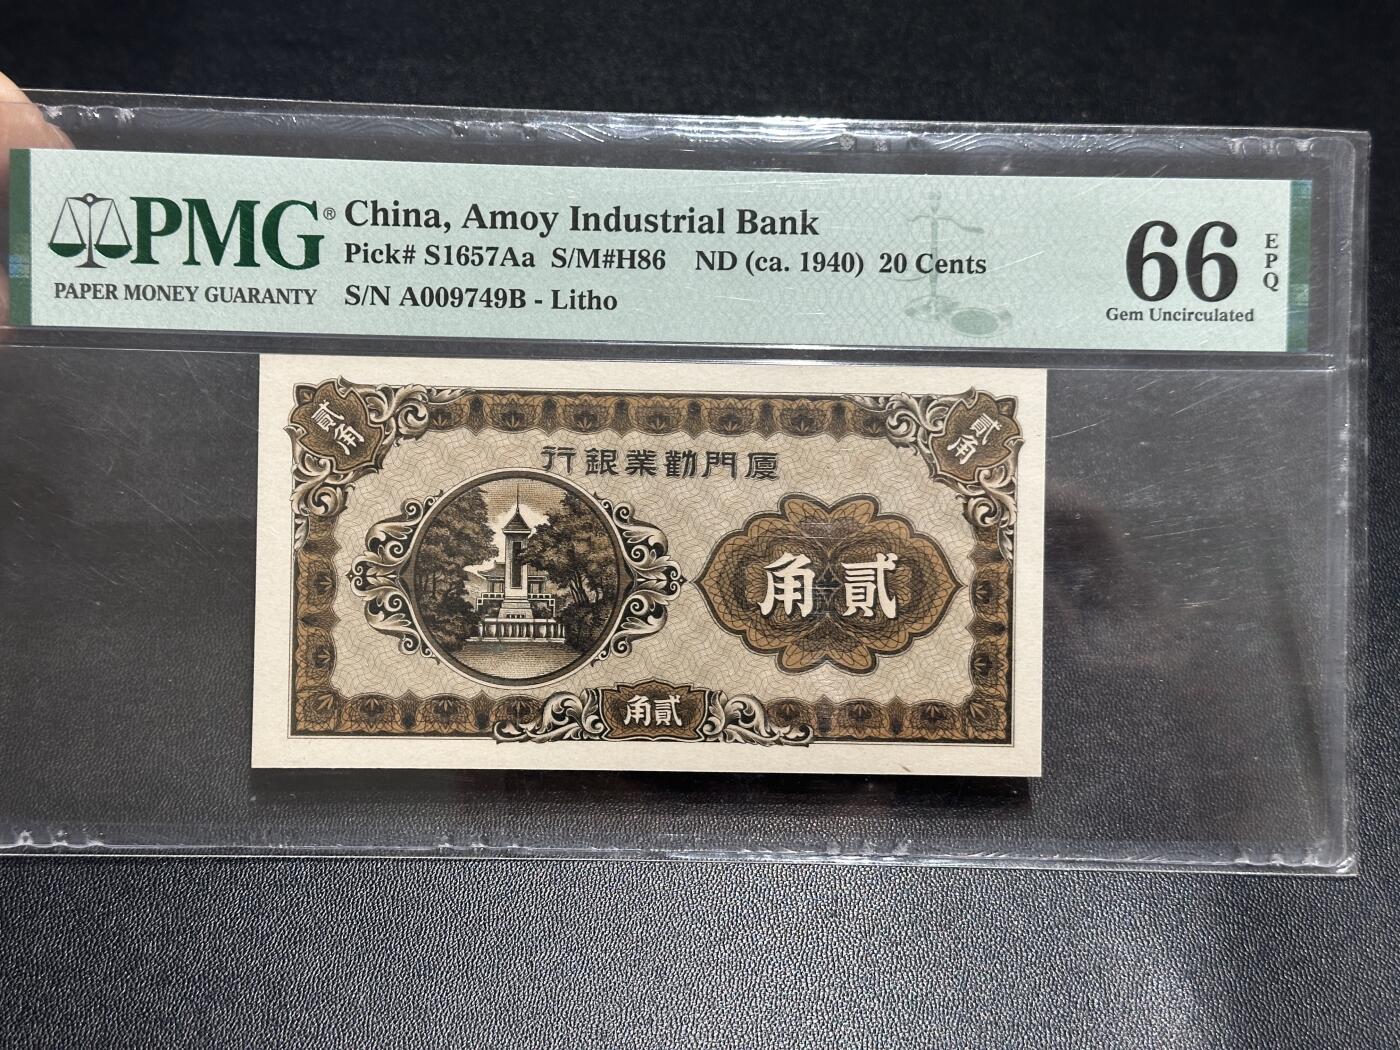 PMG®
PAPER MONEY GUARANTY
China, Amoy Industrial Bank
Pick# S1657Aa S/M#H86 ND (ca. 1940) 20 Cents
S/N A009749B - Litho
66
EPQ
Gem Uncirculated
貳角
貳角
行銀業勸門廈
角貳
角貳